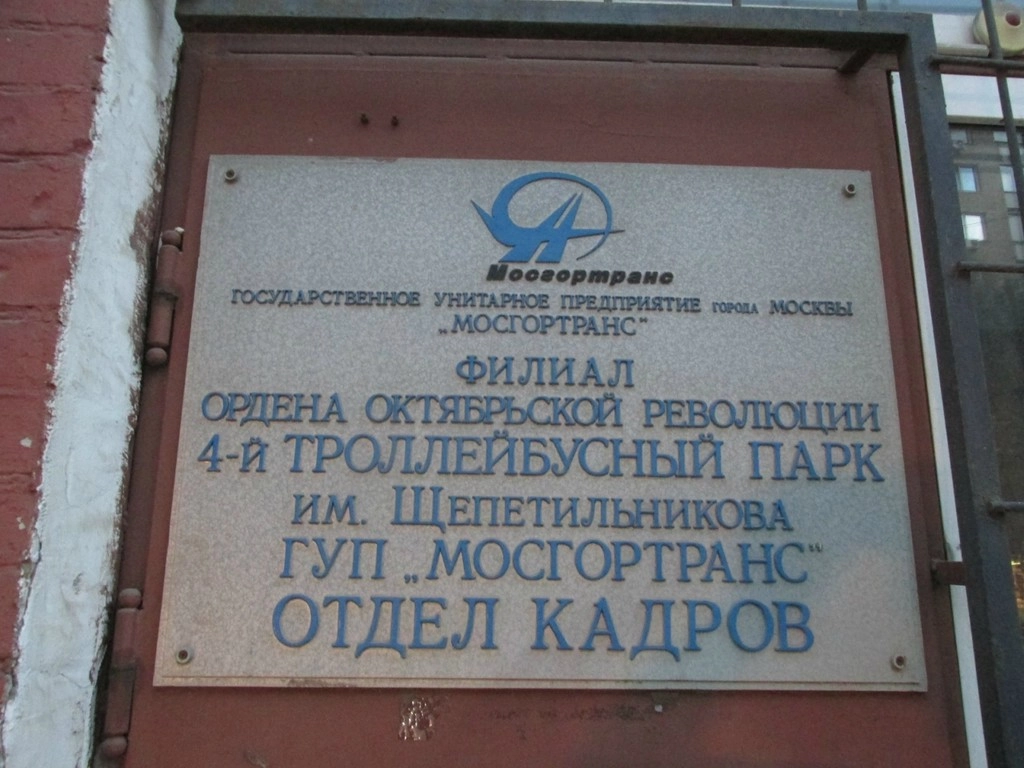 Мосгортранс
ГОСУДАРСТВЕННОЕ УНИТАРНОЕ ПРЕДПРИЯТИЕ ГОРОДА МОСКВЫ
„МОСГОРТРАНС"
ФИЛИАЛ
ОРДЕНА ОКТЯБРЬСКОЙ РЕВОЛЮЦИИ
4-й ТРОЛЛЕЙБУСНЫЙ ПАРК
ИМ. ЩЕПЕТИЛЬНИКОВА
ГУП „МОСГОРТРАНС"
ОТДЕЛ КАДРОВ